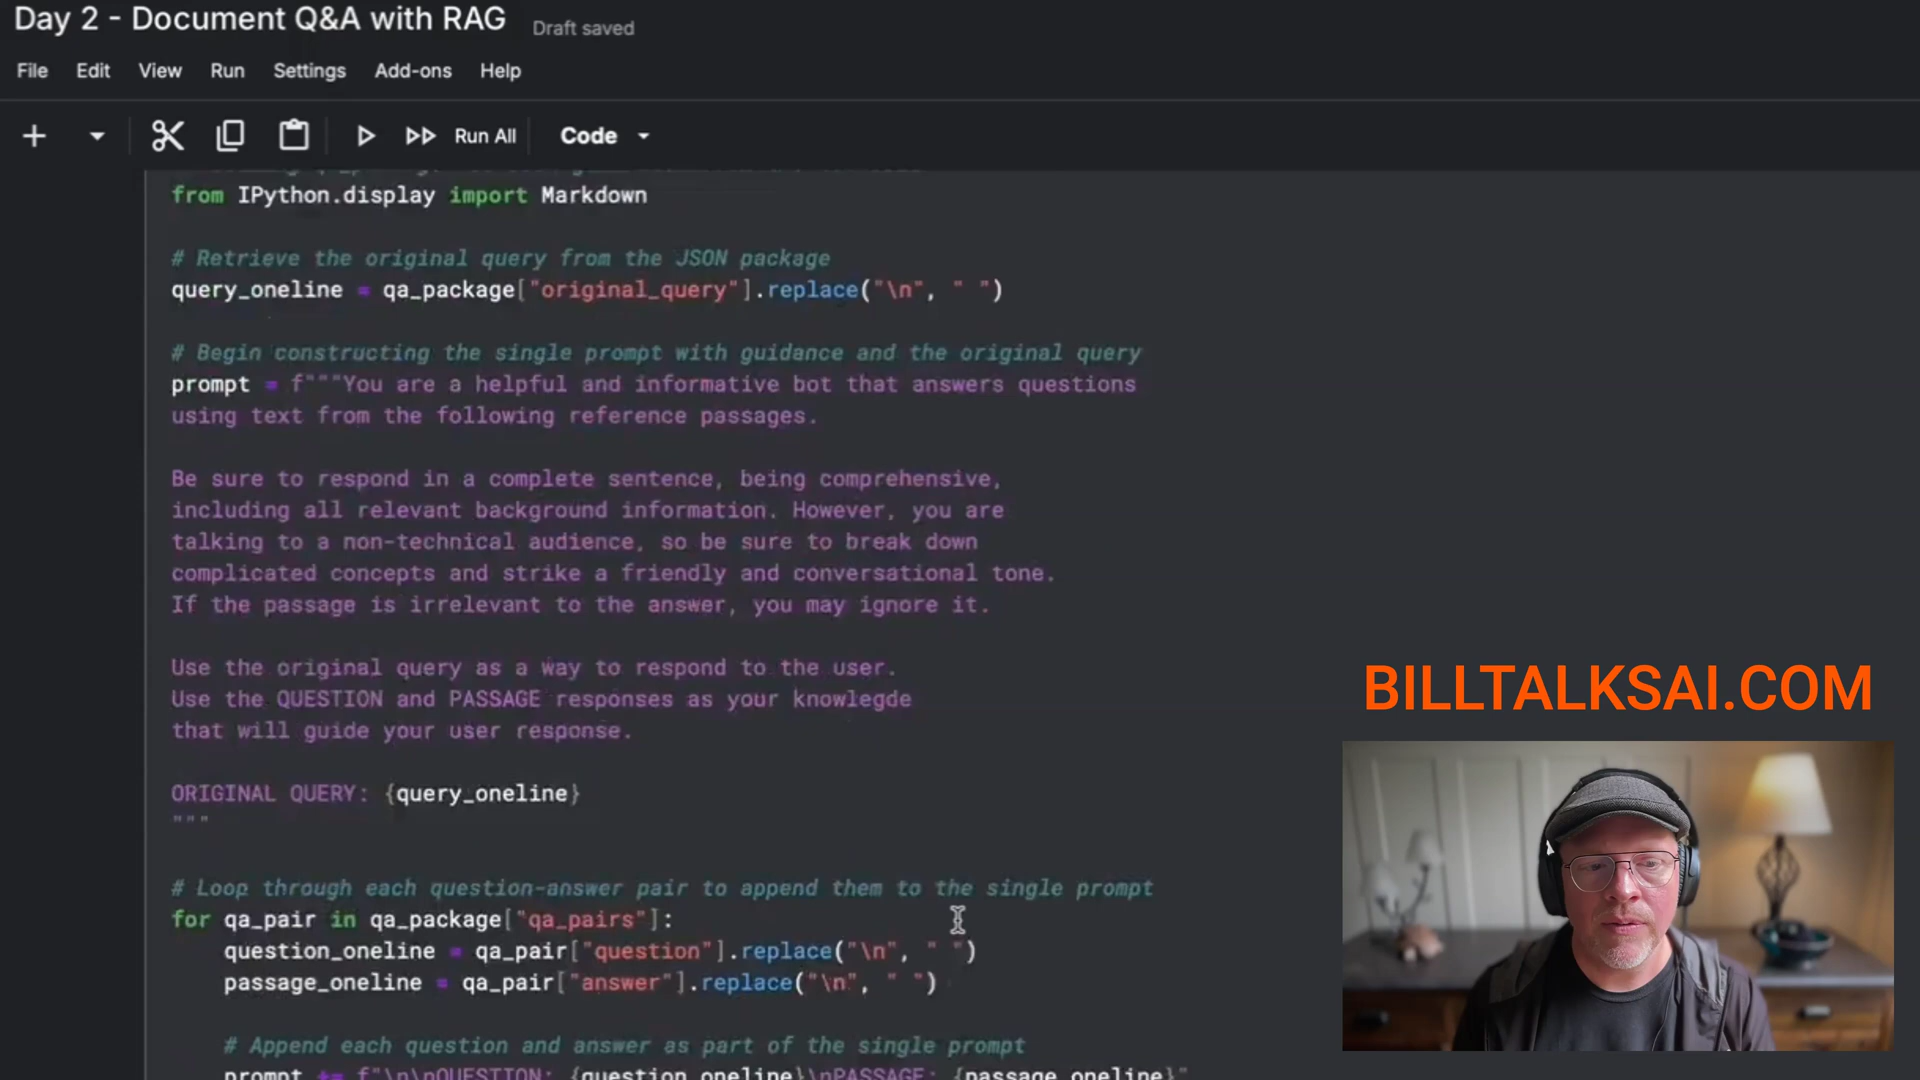 Day 2 - Document Q&A with RAG Draft saved
File Edit View Run Settings Add-ons Help
Run All Code
from IPython.display import Markdown
# Retrieve the original query from the JSON package
query_oneline = qa_package["original_query"].replace("\n", " ")
# Begin constructing the single prompt with guidance and the original query
prompt = f"""You are a helpful and informative bot that answers questions
using text from the following reference passages.
Be sure to respond in a complete sentence, being comprehensive,
including all relevant background information. However, you are
talking to a non-technical audience, so be sure to break down
complicated concepts and strike a friendly and conversational tone.
If the passage is irrelevant to the answer, you may ignore it.
Use the original query as a way to respond to the user.
Use the QUESTION and PASSAGE responses as your knowlegde
that will guide your user response.
ORIGINAL QUERY: {query_oneline}
"""
# Loop through each question-answer pair to append them to the single prompt
for qa_pair in qa_package["qa_pairs"]:
question_oneline = qa_pair["question"].replace("\n", " ")
passage_oneline = qa_pair["answer"].replace("\n", " ")
# Append each question and answer as part of the single prompt
prompt += f"\n\nQUESTION: {question_oneline}\nPASSAGE: {passage_oneline}"
BILLTALKSAI.COM